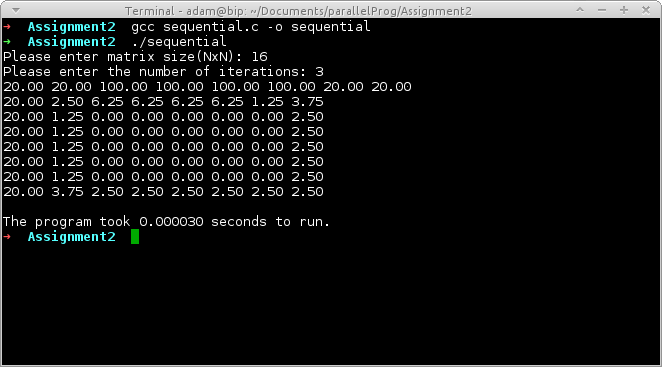 Terminal - adam@bip: ~/Documents/parallelProg/Assignment2
➜ Assignment2 gcc sequential.c -o sequential
➜ Assignment2 ./sequential
Please enter matrix size(NxN): 16
Please enter the number of iterations: 3
20.00 20.00 100.00 100.00 100.00 100.00 20.00 20.00
20.00 2.50 6.25 6.25 6.25 6.25 1.25 3.75
20.00 1.25 0.00 0.00 0.00 0.00 0.00 2.50
20.00 1.25 0.00 0.00 0.00 0.00 0.00 2.50
20.00 1.25 0.00 0.00 0.00 0.00 0.00 2.50
20.00 1.25 0.00 0.00 0.00 0.00 0.00 2.50
20.00 1.25 0.00 0.00 0.00 0.00 0.00 2.50
20.00 3.75 2.50 2.50 2.50 2.50 2.50 2.50
The program took 0.000030 seconds to run.
➜ Assignment2